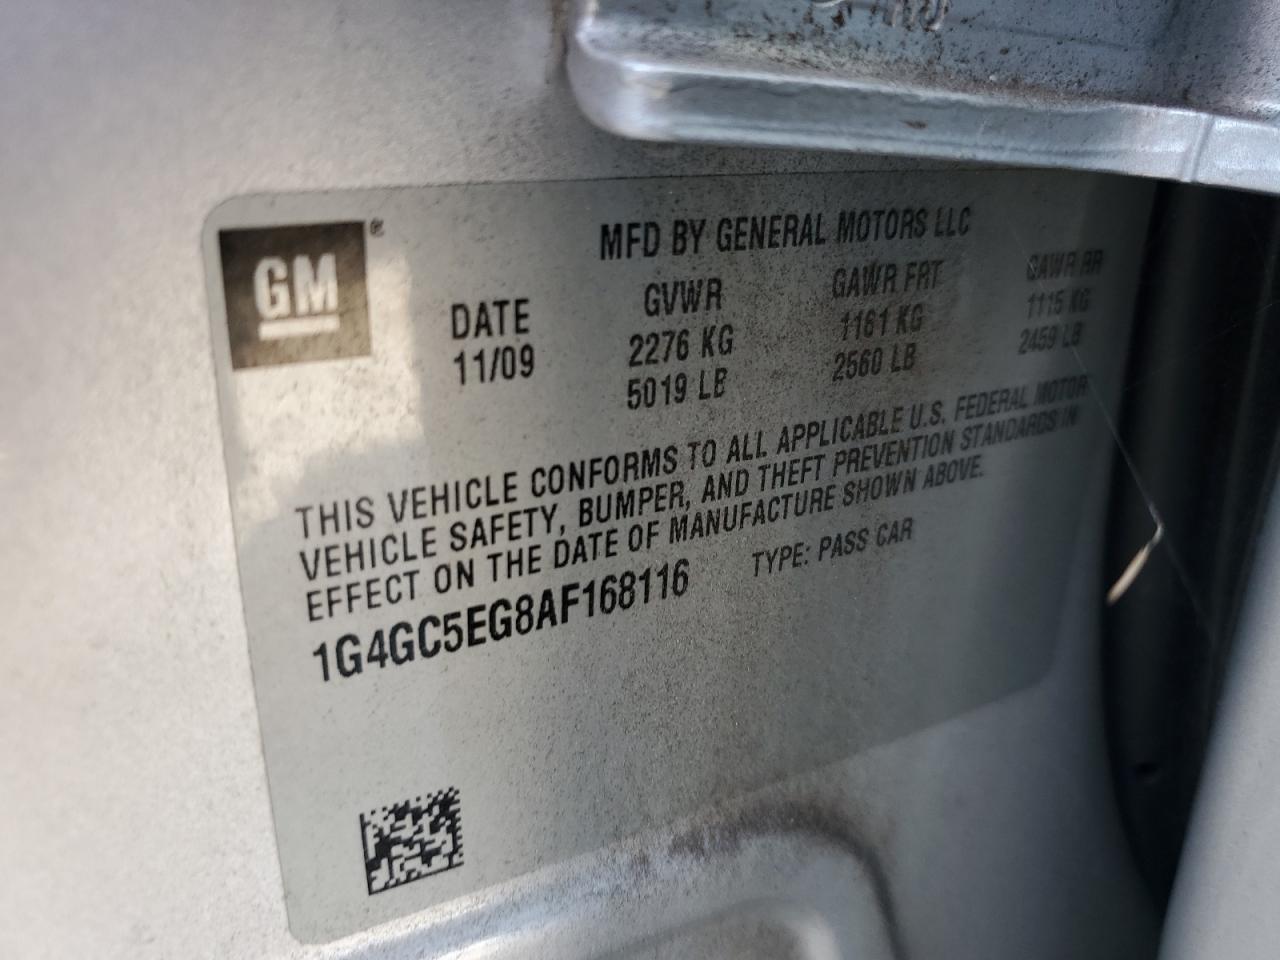 GM®
MFD BY GENERAL MOTORS LLC
DATE GVWR GAWR FRT GAWR RR
11/09 2276 KG 1161 KG 1115 KG
5019 LB 2560 LB 2459 LB
THIS VEHICLE CONFORMS TO ALL APPLICABLE U.S. FEDERAL MOTOR
VEHICLE SAFETY, BUMPER, AND THEFT PREVENTION STANDARDS IN
EFFECT ON THE DATE OF MANUFACTURE SHOWN ABOVE.
1G4GC5EG8AF168116 TYPE: PASS CAR